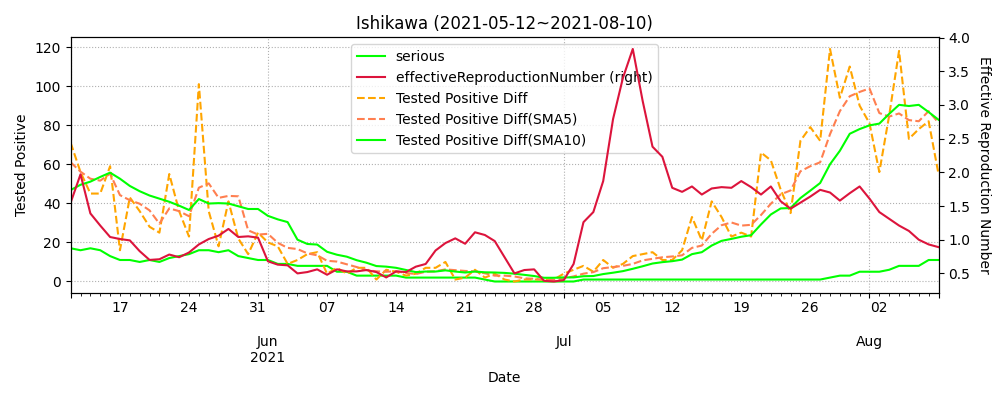 Ishikawa (2021-05-12~2021-08-10)
serious
effectiveReproductionNumber (right)
Tested Positive Diff
Tested Positive Diff(SMA5)
Tested Positive Diff(SMA10)
Tested Positive
120
100
80
60
40
20
0
4.0
3.5
3.0
2.5
2.0
1.5
1.0
0.5
Effective Reproduction Number
17 24 31 07 14 21 28 05 12 19 26 02
Jun Jul Aug
2021
Date